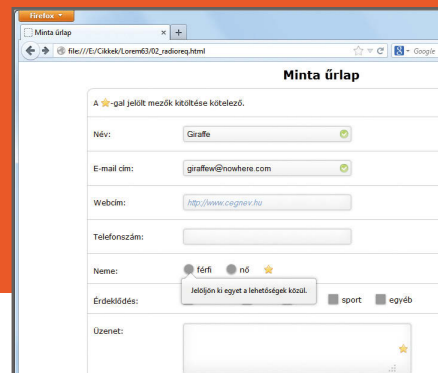 Firefox
Minta űrlap
file:///E:/Cikkek/Lorem63/02_radioreq.html
Google
Minta űrlap
A -gal jelölt mezők kitöltése kötelező.
Név: Giraffe
E-mail cím: giraffew@nowhere.com
Webcím: http://www.cegnev.hu
Telefonszám:
Neme: férfi nő
Jelöljön ki egyet a lehetőségek közül.
Érdeklődés: sport egyéb
Üzenet: